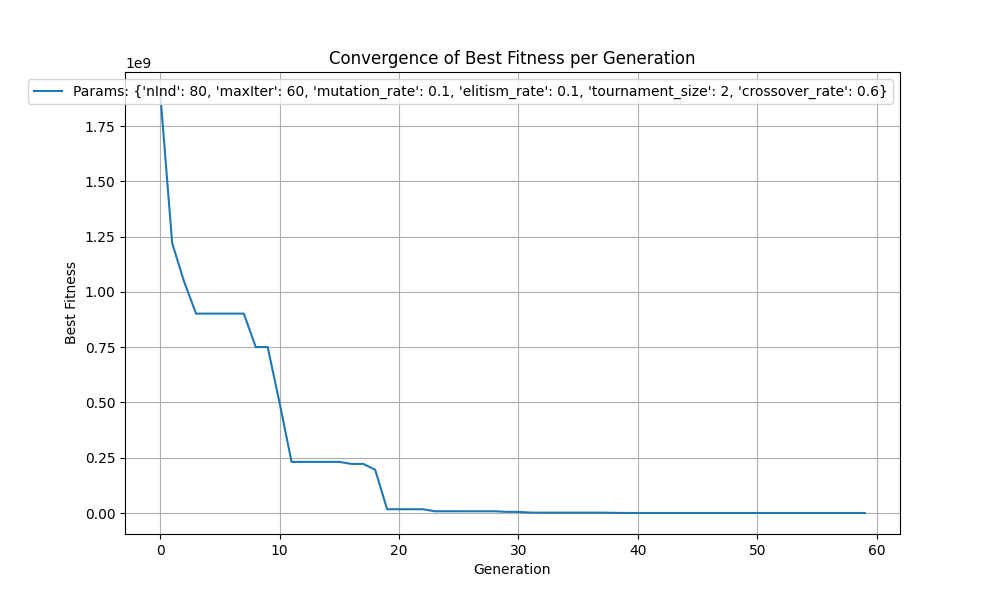 Convergence of Best Fitness per Generation
1e9
Params: {'nInd': 80, 'maxIter': 60, 'mutation_rate': 0.1, 'elitism_rate': 0.1, 'tournament_size': 2, 'crossover_rate': 0.6}
1.75
1.50
1.25
1.00
0.75
0.50
0.25
0.00
Best Fitness
0 10 20 30 40 50 60
Generation